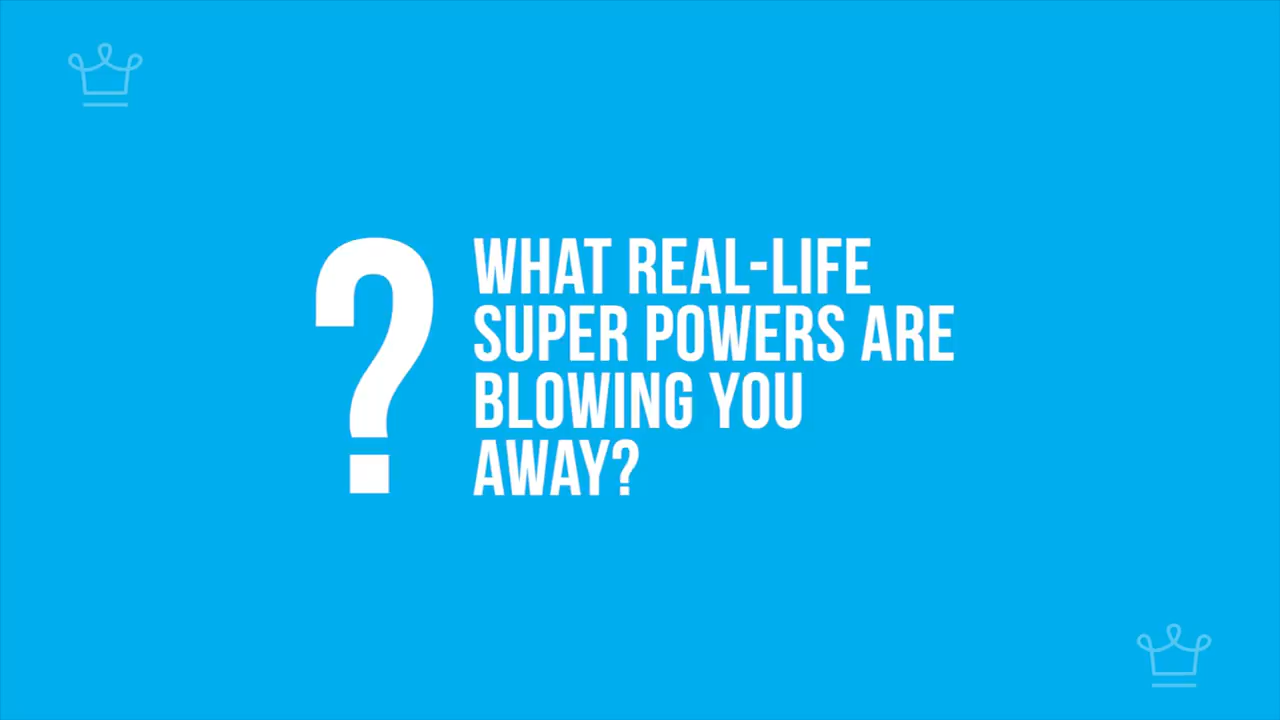 ?
WHAT REAL-LIFE
SUPER POWERS ARE
BLOWING YOU
AWAY?